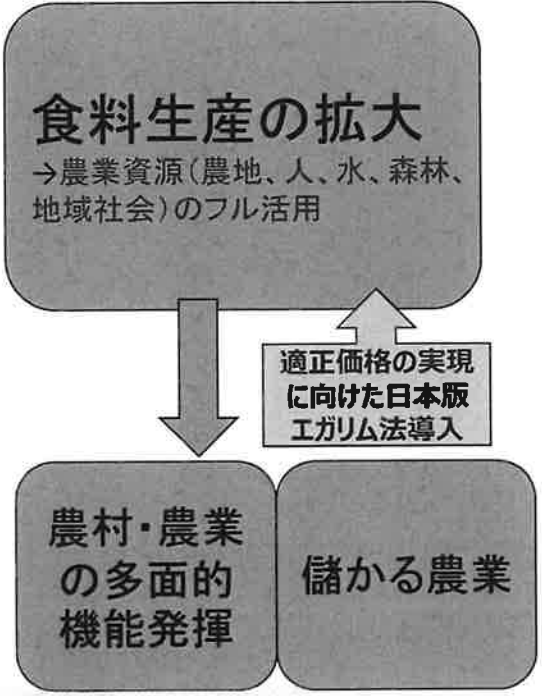 食料生産の拡大
→農業資源(農地、人、水、森林、
地域社会)のフル活用
適正価格の実現
に向けた日本版
エガリム法導入
農村・農業
の多面的
機能発揮
儲かる農業